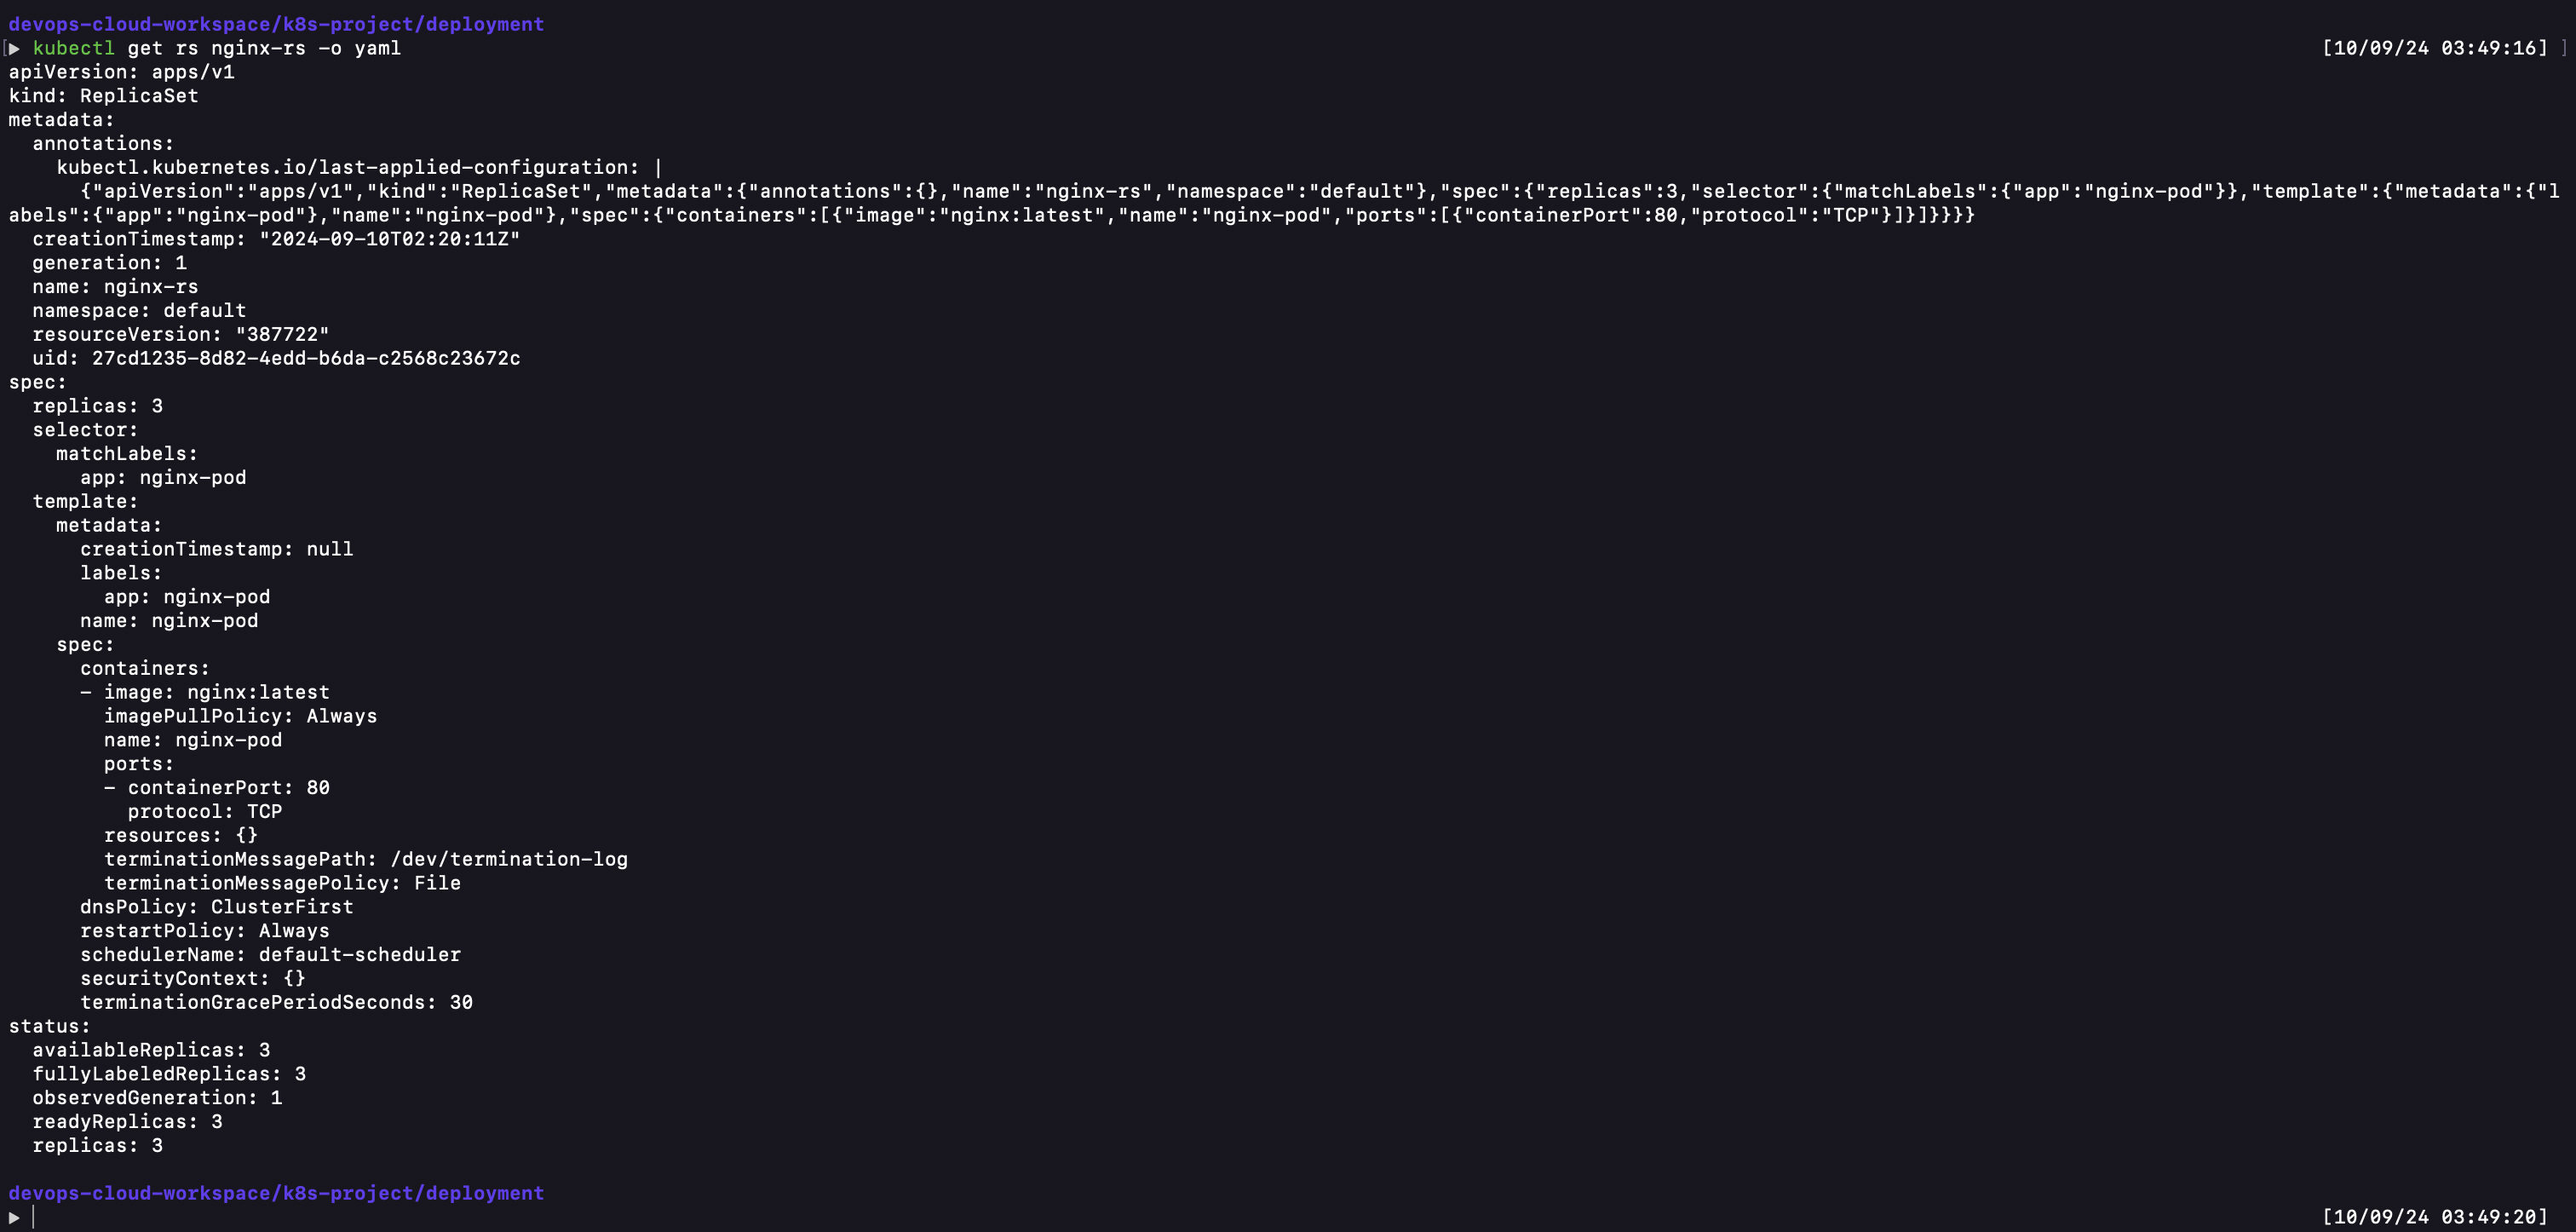 devops-cloud-workspace/k8s-project/deployment
[▶ kubectl get rs nginx-rs -o yaml [10/09/24 03:49:16] ]
apiVersion: apps/v1
kind: ReplicaSet
metadata:
  annotations:
    kubectl.kubernetes.io/last-applied-configuration: |
      {"apiVersion":"apps/v1","kind":"ReplicaSet","metadata":{"annotations":{},"name":"nginx-rs","namespace":"default"},"spec":{"replicas":3,"selector":{"matchLabels":{"app":"nginx-pod"}},"template":{"metadata":{"l
abels":{"app":"nginx-pod"},"name":"nginx-pod"},"spec":{"containers":[{"image":"nginx:latest","name":"nginx-pod","ports":[{"containerPort":80,"protocol":"TCP"}]}]}}}}
  creationTimestamp: "2024-09-10T02:20:11Z"
  generation: 1
  name: nginx-rs
  namespace: default
  resourceVersion: "387722"
  uid: 27cd1235-8d82-4edd-b6da-c2568c23672c
spec:
  replicas: 3
  selector:
    matchLabels:
      app: nginx-pod
  template:
    metadata:
      creationTimestamp: null
      labels:
        app: nginx-pod
      name: nginx-pod
    spec:
      containers:
      - image: nginx:latest
        imagePullPolicy: Always
        name: nginx-pod
        ports:
        - containerPort: 80
          protocol: TCP
        resources: {}
        terminationMessagePath: /dev/termination-log
        terminationMessagePolicy: File
      dnsPolicy: ClusterFirst
      restartPolicy: Always
      schedulerName: default-scheduler
      securityContext: {}
      terminationGracePeriodSeconds: 30
status:
  availableReplicas: 3
  fullyLabeledReplicas: 3
  observedGeneration: 1
  readyReplicas: 3
  replicas: 3
devops-cloud-workspace/k8s-project/deployment
▶ [10/09/24 03:49:20]